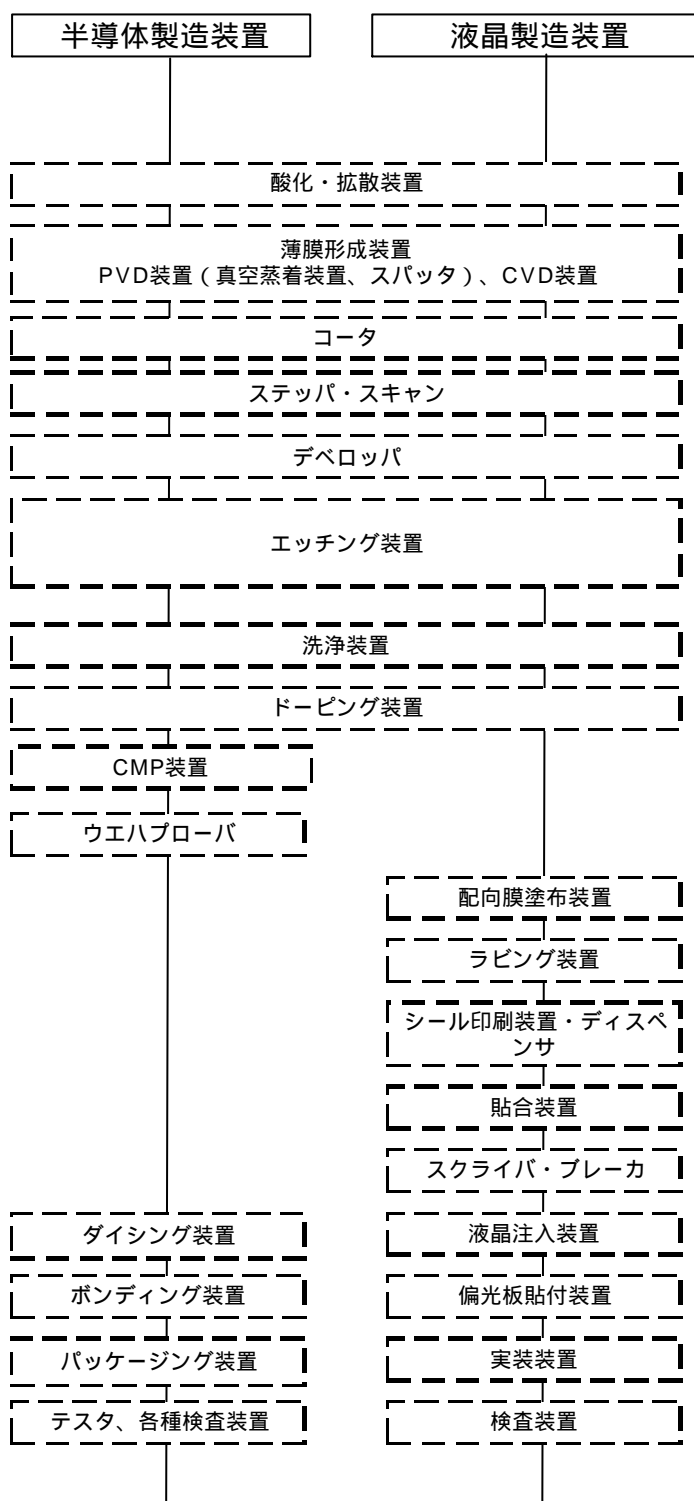 半導体製造装置
液晶製造装置
酸化・拡散装置
薄膜形成装置
PVD装置（真空蒸着装置、スパッタ）、CVD装置
コータ
ステッパ・スキャン
デベロッパ
エッチング装置
洗浄装置
ドーピング装置
CMP装置
ウエハプローバ
配向膜塗布装置
ラビング装置
シール印刷装置・ディスペ
ンサ
貼合装置
スクライバ・ブレーカ
ダイシング装置
液晶注入装置
ボンディング装置
偏光板貼付装置
パッケージング装置
実装装置
テスタ、各種検査装置
検査装置